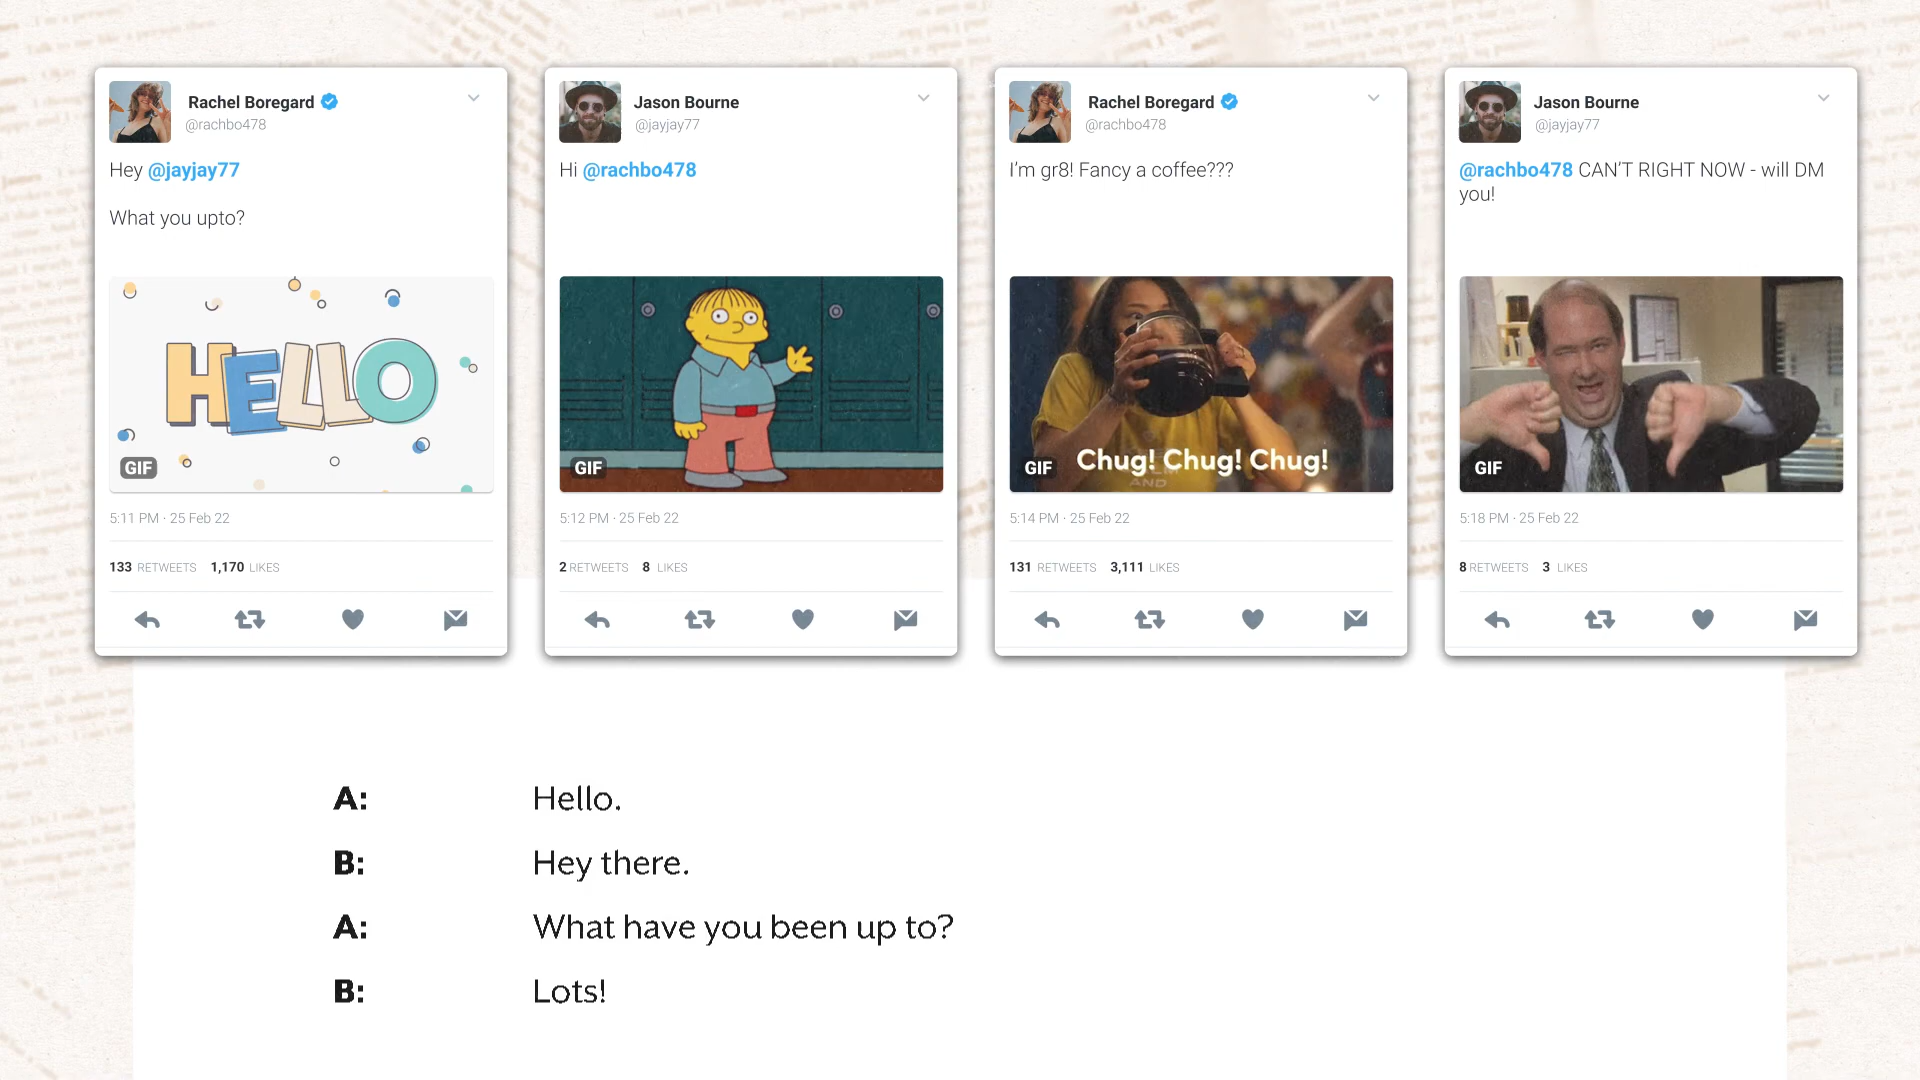 Rachel Boregard
@rachbo478
Hey @jayjay77
What you upto?
HELLO
GIF
5:11 PM · 25 Feb 22
133 RETWEETS 1,170 LIKES
Jason Bourne
@jayjay77
Hi @rachbo478
GIF
5:12 PM · 25 Feb 22
2 RETWEETS 8 LIKES
Rachel Boregard
@rachbo478
I'm gr8! Fancy a coffee???
GIF
Chug! Chug! Chug!
AND
5:14 PM · 25 Feb 22
131 RETWEETS 3,111 LIKES
Jason Bourne
@jayjay77
@rachbo478 CAN'T RIGHT NOW - will DM
you!
GIF
5:18 PM · 25 Feb 22
8 RETWEETS 3 LIKES
A: Hello.
B: Hey there.
A: What have you been up to?
B: Lots!